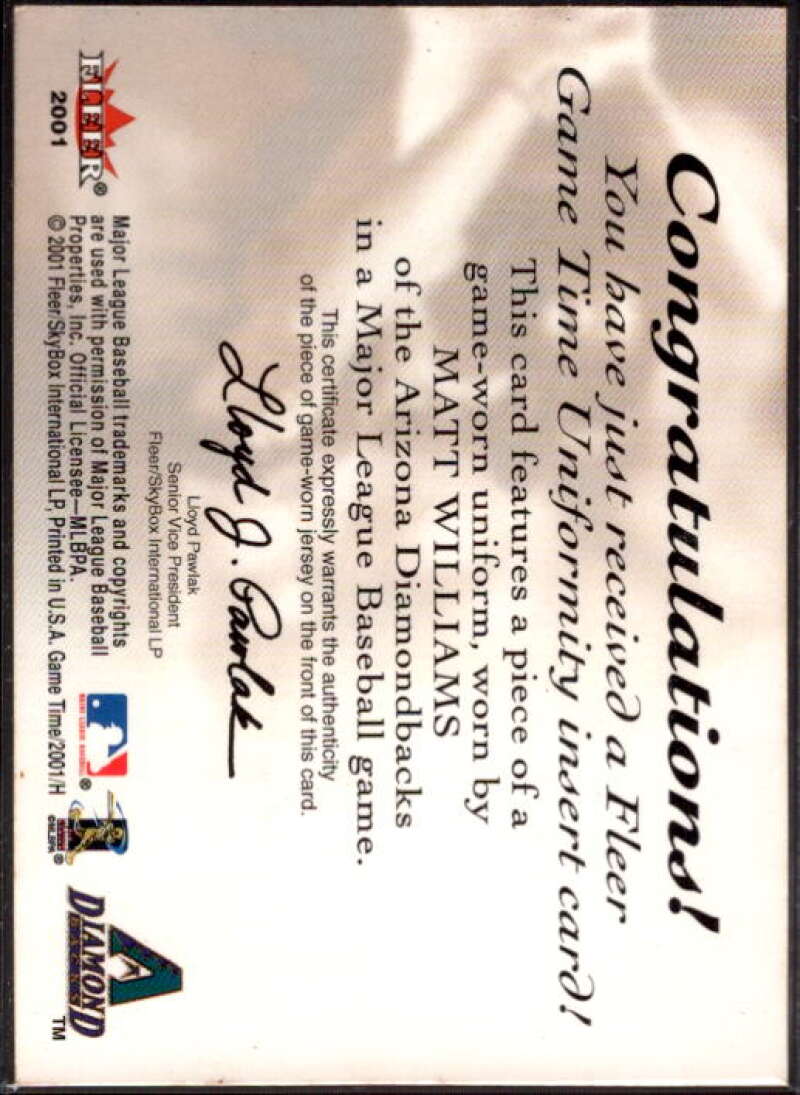 Congratulations!
You have just received a Fleer
Game Time Uniformity insert card!
This card features a piece of a
game-worn uniform, worn by
MATT WILLIAMS
of the Arizona Diamondbacks
in a Major League Baseball game.
This certificate expressly warrants the authenticity
of the piece of game-worn jersey on the front of this card.
Lloyd J. Pawlak
Lloyd Pawlak
Senior Vice President
Fleer/SkyBox International LP
FLEER®
2001
Major League Baseball trademarks and copyrights
are used with permission of Major League Baseball
Properties, Inc. Official Licensee—MLBPA
© 2001 Fleer/SkyBox International LP, Printed in U.S.A. Game Time/2001/H
®
®
A
DIAMOND
BACKS
TM